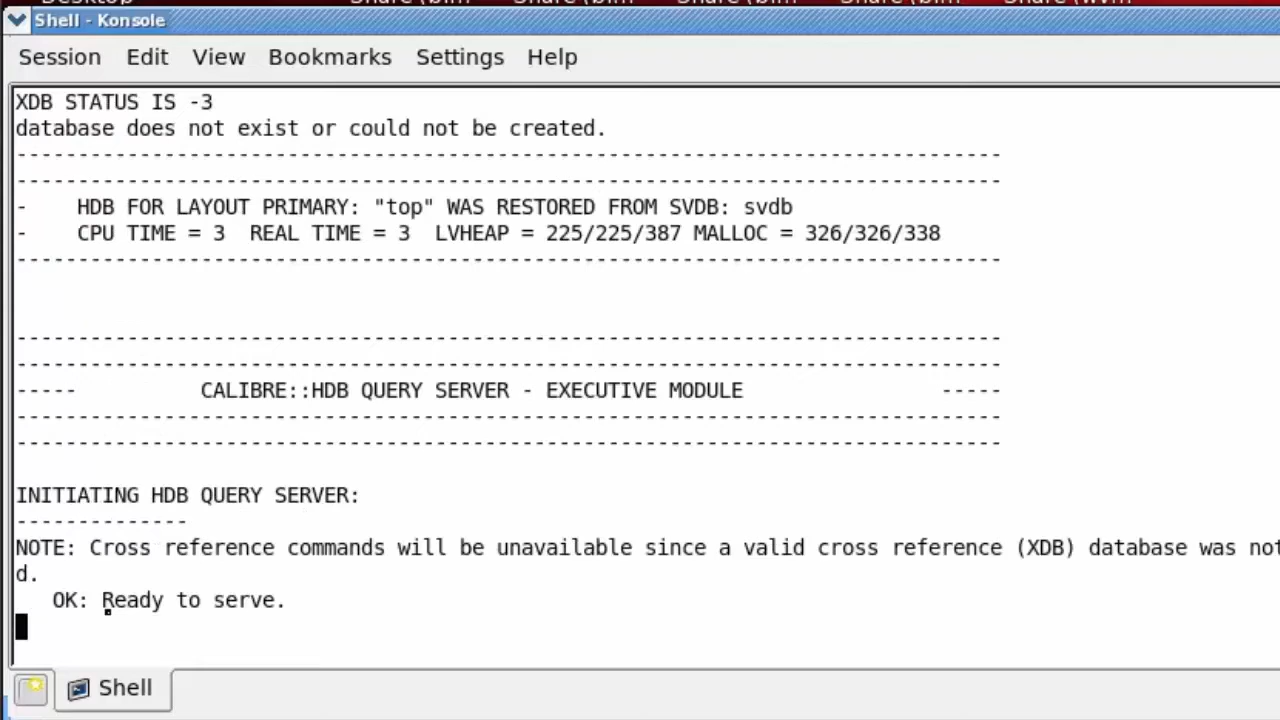 Shell - Konsole
Session Edit View Bookmarks Settings Help
XDB STATUS IS -3
database does not exist or could not be created.
--------------------------------------------------------------------------------
--------------------------------------------------------------------------------
-    HDB FOR LAYOUT PRIMARY: "top" WAS RESTORED FROM SVDB: svdb
-    CPU TIME = 3  REAL TIME = 3  LVHEAP = 225/225/387 MALLOC = 326/326/338
--------------------------------------------------------------------------------
--------------------------------------------------------------------------------
--------------------------------------------------------------------------------
-----          CALIBRE::HDB QUERY SERVER - EXECUTIVE MODULE                -----
--------------------------------------------------------------------------------
--------------------------------------------------------------------------------
INITIATING HDB QUERY SERVER:
--------------
NOTE: Cross reference commands will be unavailable since a valid cross reference (XDB) database was not
d.
OK: Ready to serve.
Shell